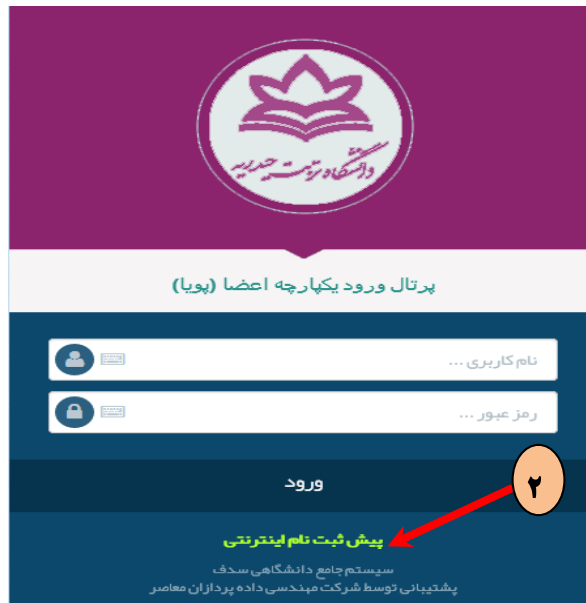 دانشگاه تربت حیدریه
پرتال ورود یکپارچه اعضا (پویا)
نام کاربری ...
رمز عبور ...
ورود
۲
پیش ثبت نام اینترنتی
سیستم جامع دانشگاهی سدف
پشتیبانی توسط شرکت مهندسی داده پردازان معاصر